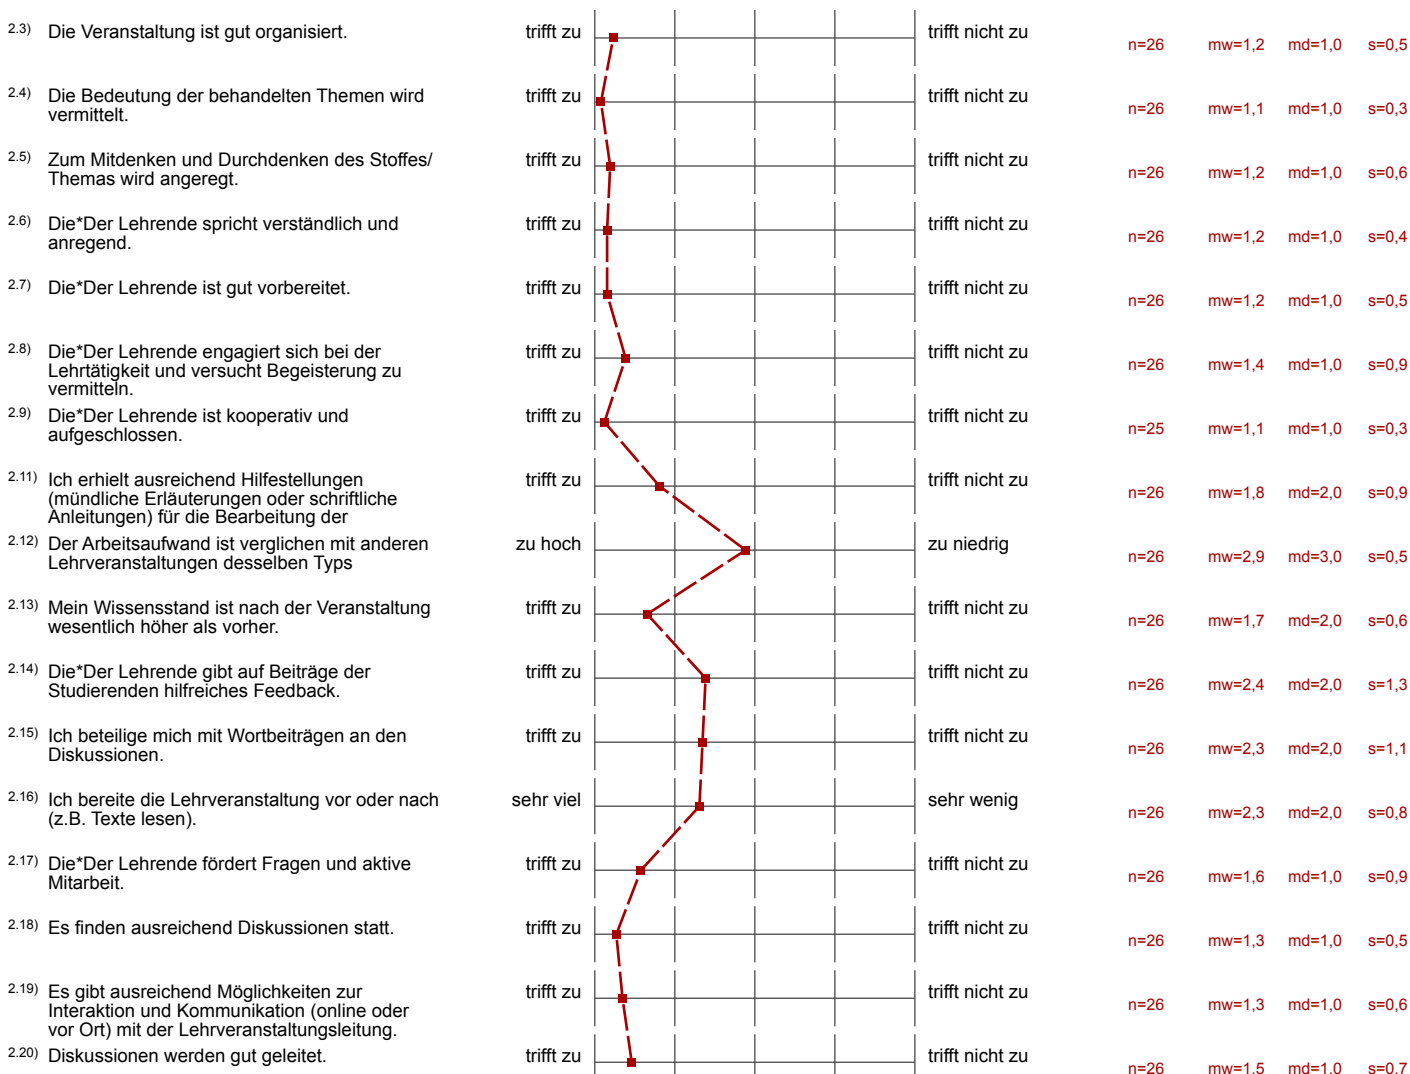 2.3) Die Veranstaltung ist gut organisiert. trifft zu trifft nicht zu n=26 mw=1,2 md=1,0 s=0,5
2.4) Die Bedeutung der behandelten Themen wird trifft zu trifft nicht zu n=26 mw=1,1 md=1,0 s=0,3
vermittelt.
2.5) Zum Mitdenken und Durchdenken des Stoffes/ trifft zu trifft nicht zu n=26 mw=1,2 md=1,0 s=0,6
Themas wird angeregt.
2.6) Die*Der Lehrende spricht verständlich und trifft zu trifft nicht zu n=26 mw=1,2 md=1,0 s=0,4
anregend.
2.7) Die*Der Lehrende ist gut vorbereitet. trifft zu trifft nicht zu n=26 mw=1,2 md=1,0 s=0,5
2.8) Die*Der Lehrende engagiert sich bei der trifft zu trifft nicht zu n=26 mw=1,4 md=1,0 s=0,9
Lehrtätigkeit und versucht Begeisterung zu
vermitteln.
2.9) Die*Der Lehrende ist kooperativ und trifft zu trifft nicht zu n=25 mw=1,1 md=1,0 s=0,3
aufgeschlossen.
2.11) Ich erhielt ausreichend Hilfestellungen trifft zu trifft nicht zu n=26 mw=1,8 md=2,0 s=0,9
(mündliche Erläuterungen oder schriftliche
Anleitungen) für die Bearbeitung der
2.12) Der Arbeitsaufwand ist verglichen mit anderen zu hoch zu niedrig n=26 mw=2,9 md=3,0 s=0,5
Lehrveranstaltungen desselben Typs
2.13) Mein Wissensstand ist nach der Veranstaltung trifft zu trifft nicht zu n=26 mw=1,7 md=2,0 s=0,6
wesentlich höher als vorher.
2.14) Die*Der Lehrende gibt auf Beiträge der trifft zu trifft nicht zu n=26 mw=2,4 md=2,0 s=1,3
Studierenden hilfreiches Feedback.
2.15) Ich beteilige mich mit Wortbeiträgen an den trifft zu trifft nicht zu n=26 mw=2,3 md=2,0 s=1,1
Diskussionen.
2.16) Ich bereite die Lehrveranstaltung vor oder nach sehr viel sehr wenig n=26 mw=2,3 md=2,0 s=0,8
(z.B. Texte lesen).
2.17) Die*Der Lehrende fördert Fragen und aktive trifft zu trifft nicht zu n=26 mw=1,6 md=1,0 s=0,9
Mitarbeit.
2.18) Es finden ausreichend Diskussionen statt. trifft zu trifft nicht zu n=26 mw=1,3 md=1,0 s=0,5
2.19) Es gibt ausreichend Möglichkeiten zur trifft zu trifft nicht zu n=26 mw=1,3 md=1,0 s=0,6
Interaktion und Kommunikation (online oder
vor Ort) mit der Lehrveranstaltungsleitung.
2.20) Diskussionen werden gut geleitet. trifft zu trifft nicht zu n=26 mw=1,5 md=1,0 s=0,7